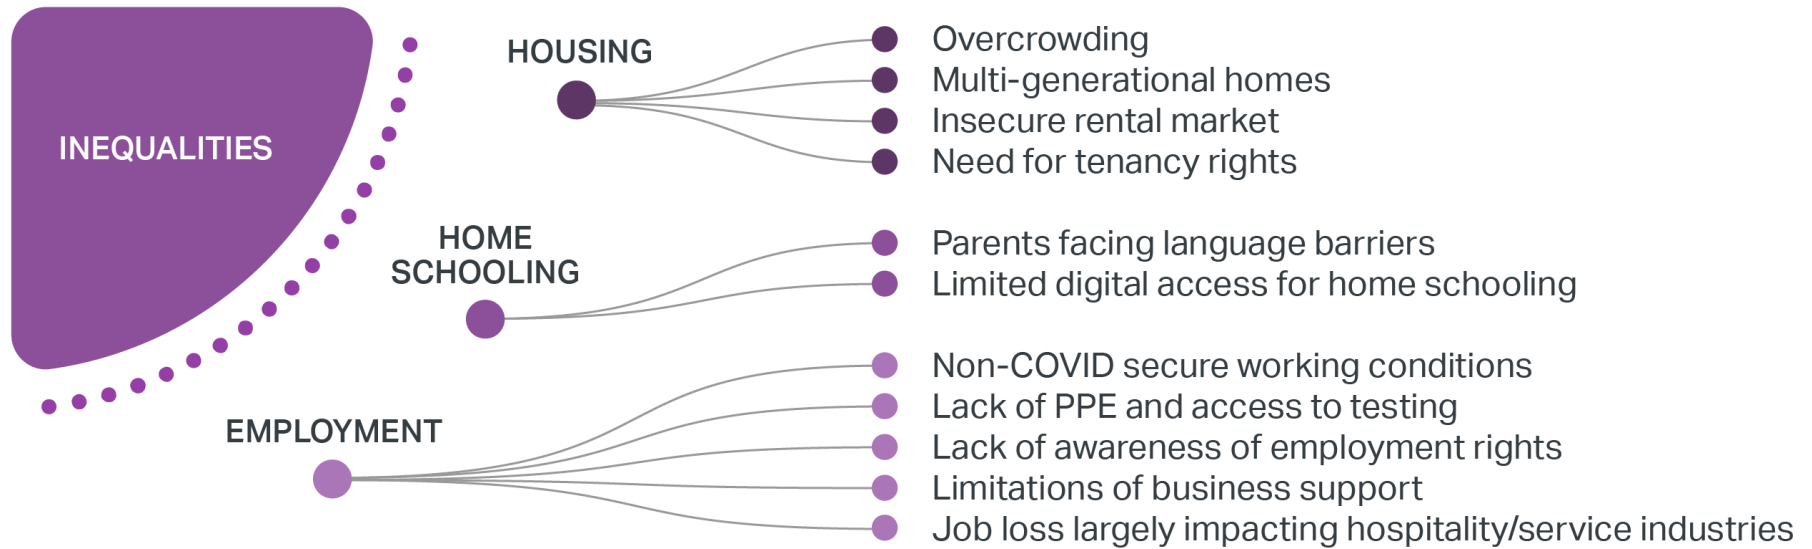 INEQUALITIES
HOUSING
Overcrowding
Multi-generational homes
Insecure rental market
Need for tenancy rights
HOME
SCHOOLING
Parents facing language barriers
Limited digital access for home schooling
EMPLOYMENT
Non-COVID secure working conditions
Lack of PPE and access to testing
Lack of awareness of employment rights
Limitations of business support
Job loss largely impacting hospitality/service industries